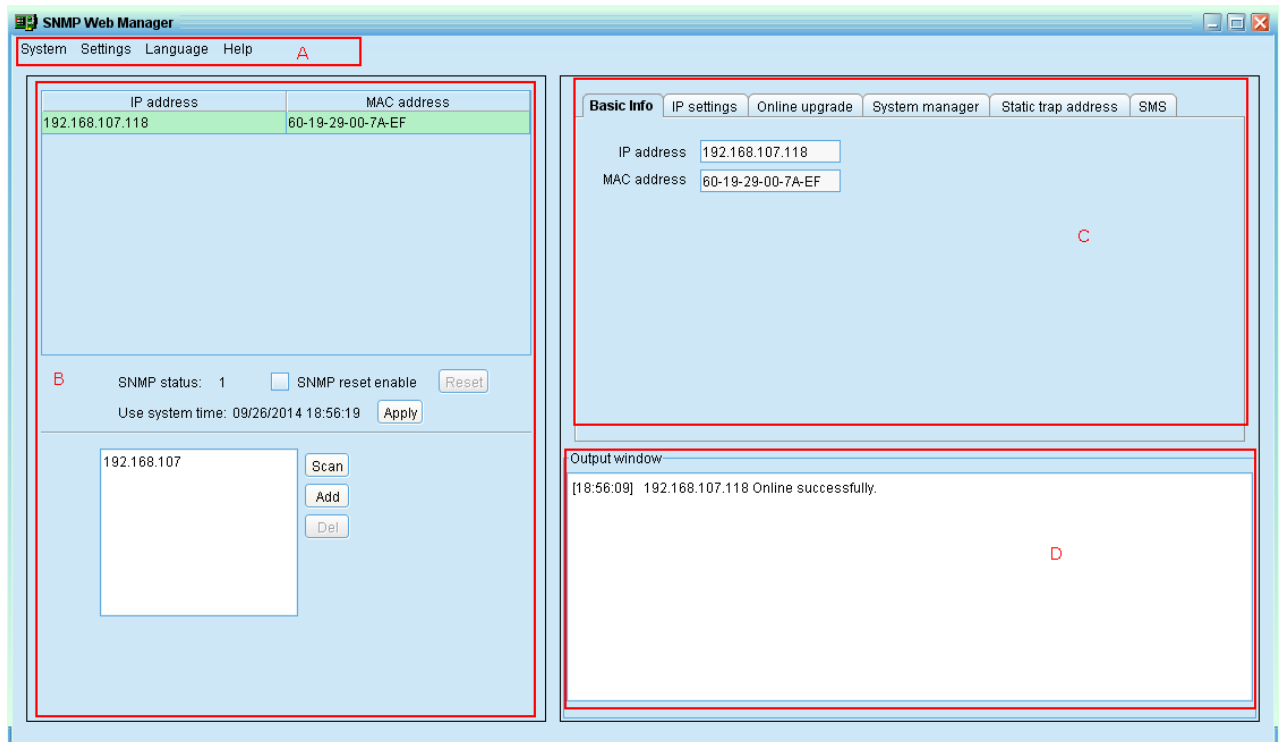 SNMP Web Manager
System Settings Language Help A
IP address MAC address
192.168.107.118 60-19-29-00-7A-EF
B
SNMP status: 1 SNMP reset enable Reset
Use system time: 09/26/2014 18:56:19 Apply
192.168.107
Scan
Add
Del
Basic Info IP settings Online upgrade System manager Static trap address SMS
IP address 192.168.107.118
MAC address 60-19-29-00-7A-EF
C
Output window
[18:56:09] 192.168.107.118 Online successfully.
D